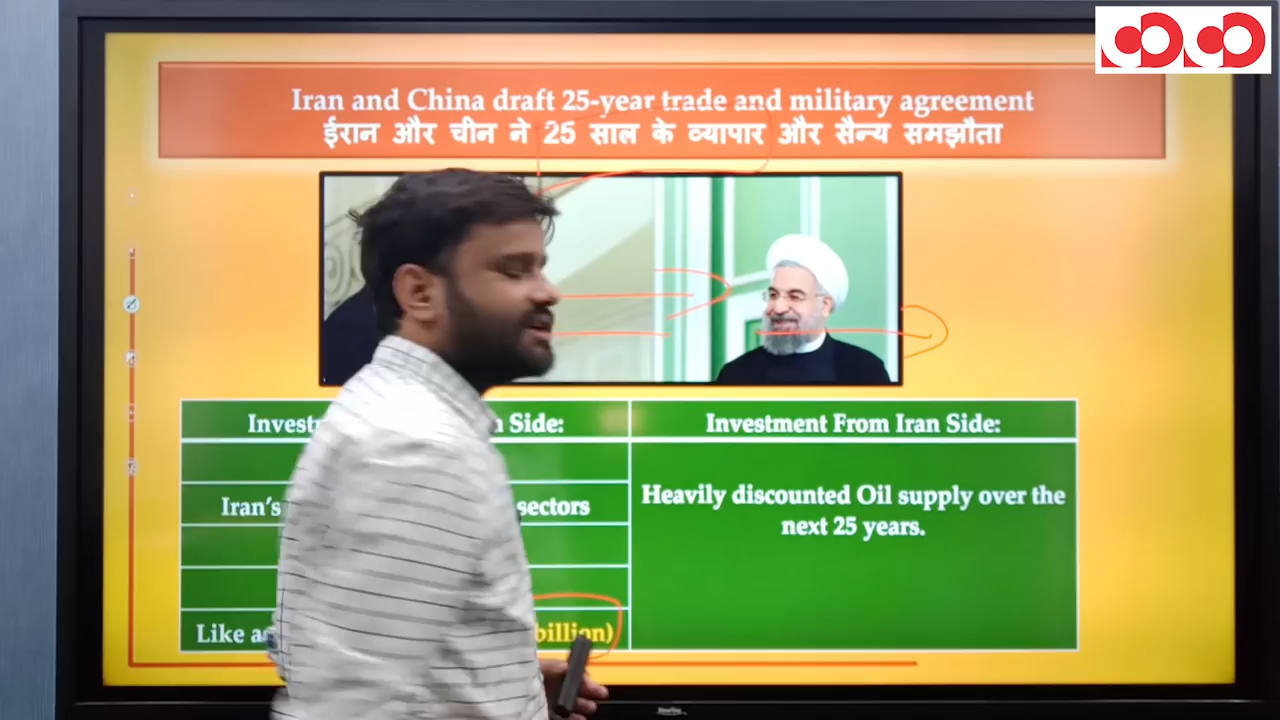 Iran and China draft 25-year trade and military agreement
ईरान और चीन ने 25 साल के व्यापार और सैन्य समझौता
Side:
Investment From Iran Side:
Iran's sectors
Heavily discounted Oil supply over the
next 25 years.
Like billion)